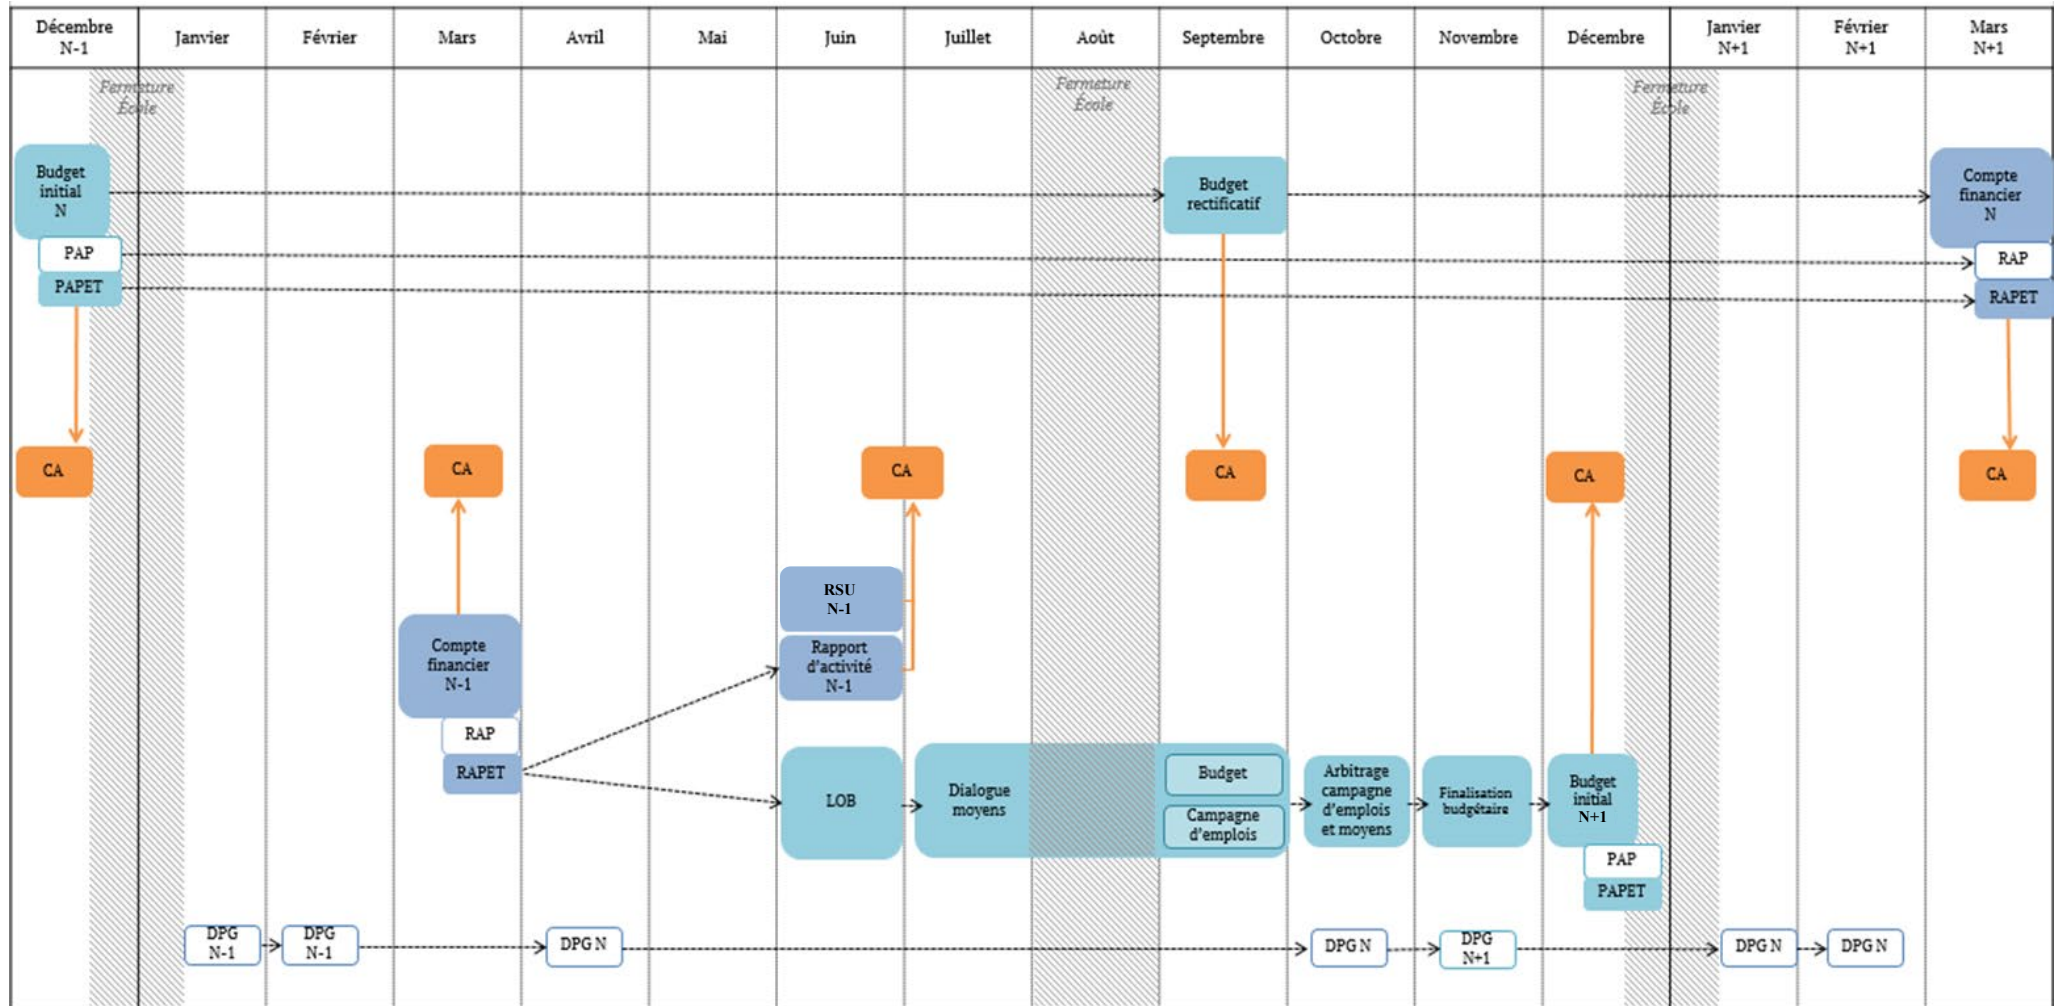 Décembre
N-1
Janvier
Février
Mars
Avril
Mai
Juin
Juillet
Août
Septembre
Octobre
Novembre
Décembre
Janvier
N+1
Février
N+1
Mars
N+1
Fermeture
École
Fermeture
École
Fermeture
École
Budget
initial
N
PAP
PAPET
Budget
rectificatif
Compte
financier
N
RAP
RAPET
CA
CA
CA
CA
CA
CA
RSU
N-1
Rapport
d'activité
N-1
Compte
financier
N-1
RAP
RAPET
LOB
Dialogue
moyens
Budget
Campagne
d'emplois
Arbitrage
campagne
d'emplois
et moyens
Finalisation
budgétaire
Budget
initial
N+1
PAP
PAPET
DPG
N-1
DPG
N-1
DPG N
DPG N
DPG
N+1
DPG N
DPG N